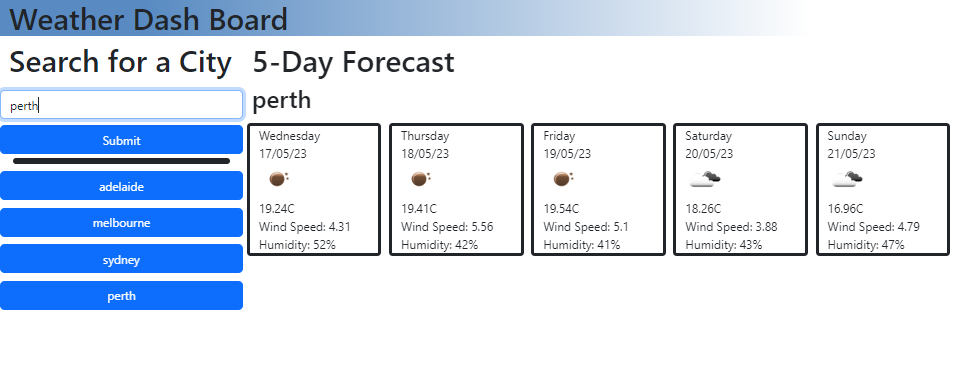 Weather Dash Board
Search for a City
perth
Submit
adelaide
melbourne
sydney
perth
5-Day Forecast
perth
Wednesday
17/05/23
19.24C
Wind Speed: 4.31
Humidity: 52%
Thursday
18/05/23
19.41C
Wind Speed: 5.56
Humidity: 42%
Friday
19/05/23
19.54C
Wind Speed: 5.1
Humidity: 41%
Saturday
20/05/23
18.26C
Wind Speed: 3.88
Humidity: 43%
Sunday
21/05/23
16.96C
Wind Speed: 4.79
Humidity: 47%